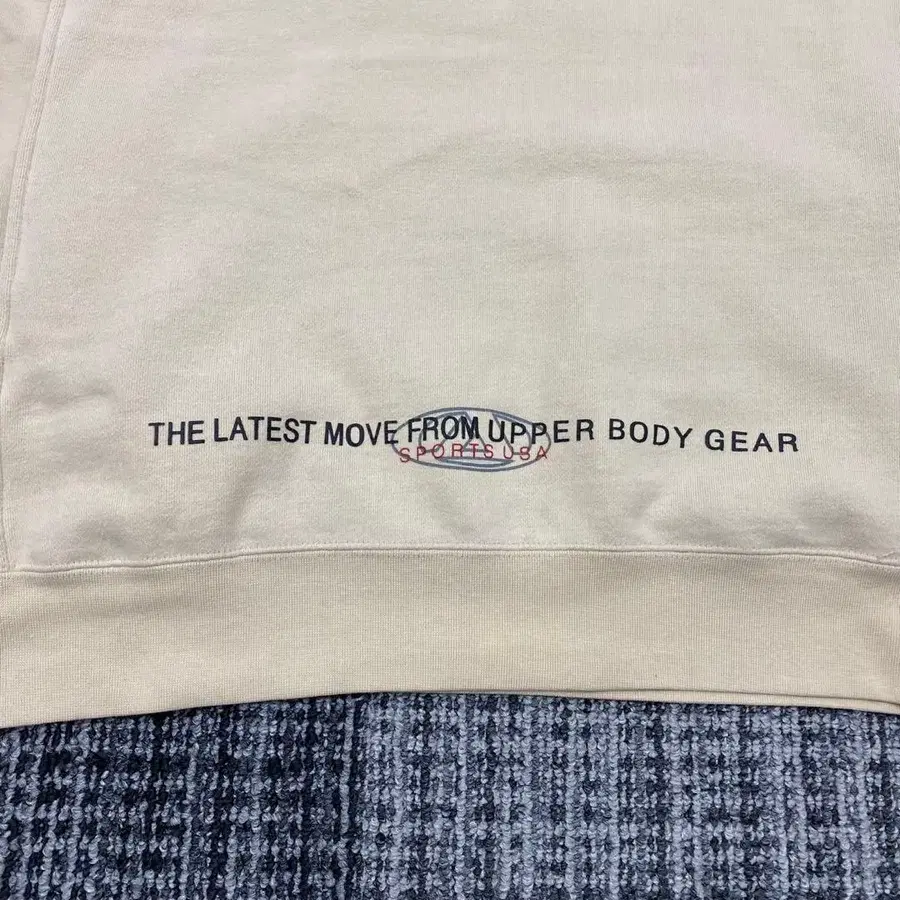 THE LATEST MOVE FROM UPPER BODY GEAR
SPORTS USA